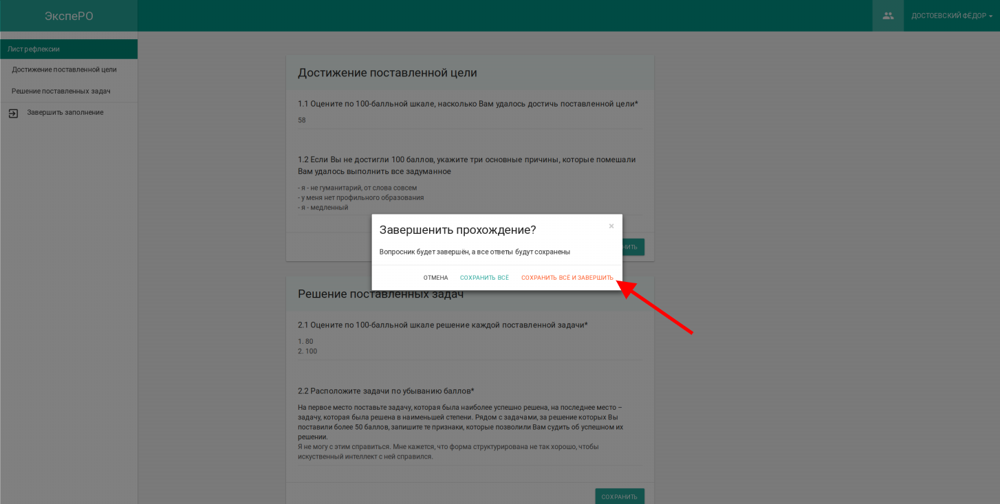 ЭкспеРО
ДОСТОЕВСКИЙ ФЁДОР
Лист рефлексии
Достижение поставленной цели
Решение поставленных задач
Завершить заполнение
Достижение поставленной цели
1.1 Оцените по 100-балльной шкале, насколько Вам удалось достичь поставленной цели*
58
1.2 Если Вы не достигли 100 баллов, укажите три основные причины, которые помешали
Вам удалось выполнить все задуманное
- я - не гуманитарий, от слова совсем
- у меня нет профильного образования
- я - медленный
Завершенить прохождение?
×
Вопросник будет завершён, а все ответы будут сохранены
ОТМЕНА
СОХРАНИТЬ ВСЁ
СОХРАНИТЬ ВСЁ И ЗАВЕРШИТЬ
Решение поставленных задач
2.1 Оцените по 100-балльной шкале решение каждой поставленной задачи*
1. 80
2. 100
2.2 Расположите задачи по убыванию баллов*
На первое место поставьте задачу, которая была наиболее успешно решена, на последнее место –
задачу, которая была решена в наименьшей степени. Рядом с задачами, за решение которых Вы
поставили более 50 баллов, запишите те признаки, которые позволили Вам судить об успешном их
решении.
Я не могу с этим справиться. Мне кажется, что форма структурирована не так хорошо, чтобы
искуственный интеллект с ней справился.
СОХРАНИТЬ